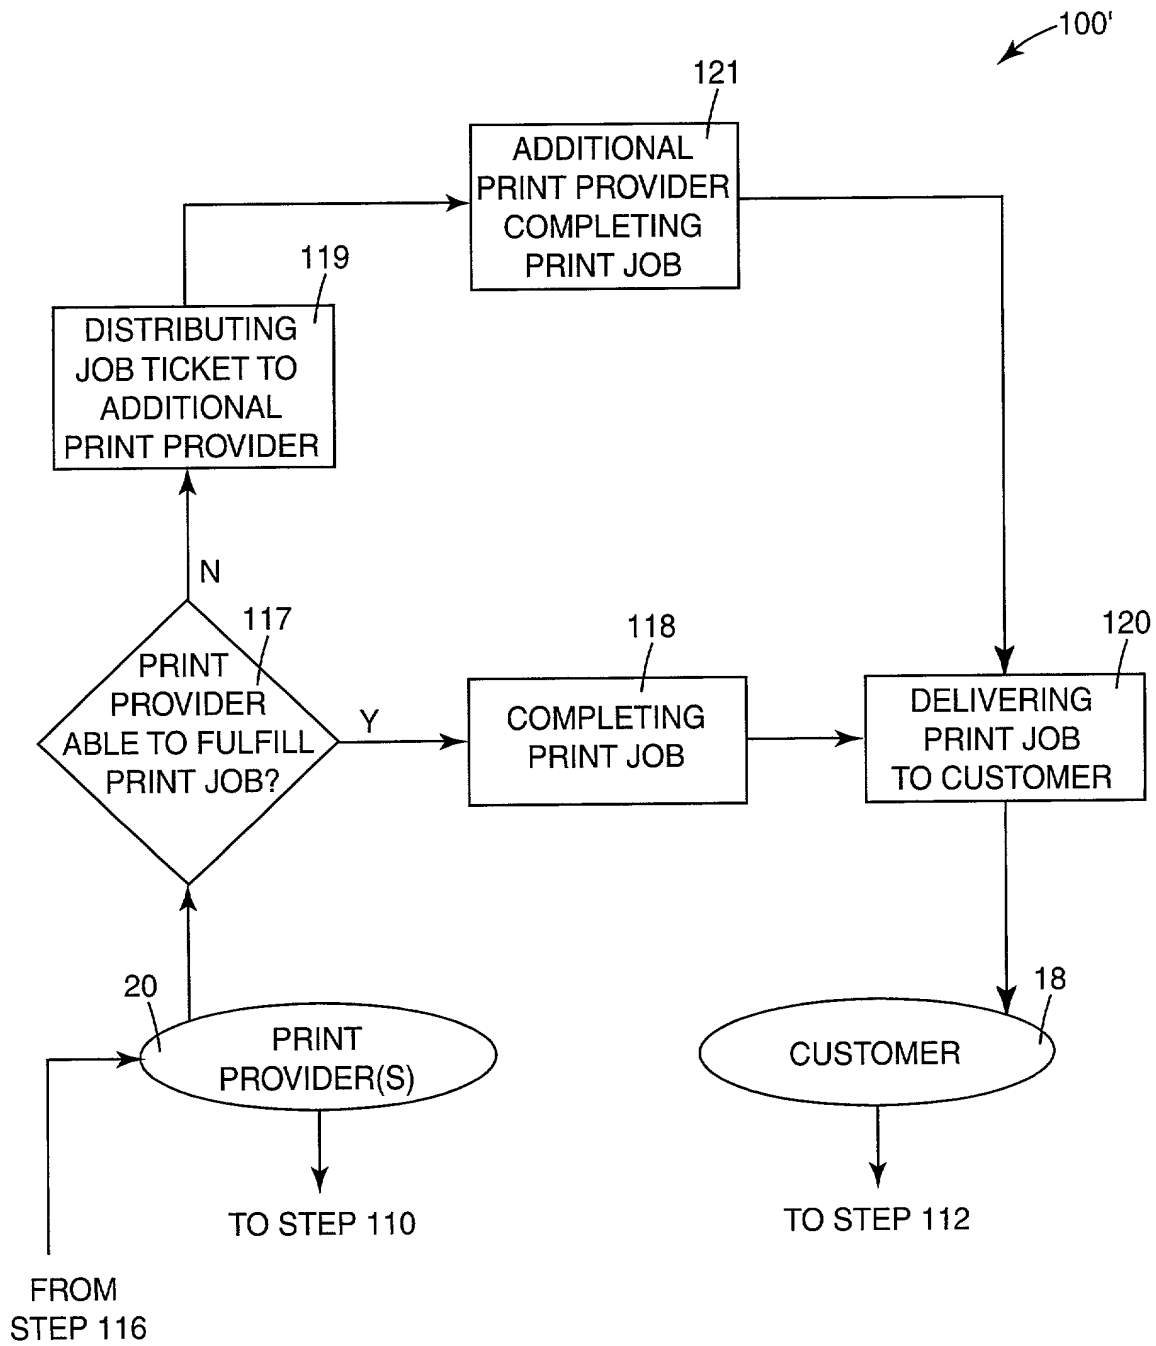 100'
121
ADDITIONAL
PRINT PROVIDER
COMPLETING
PRINT JOB
119
DISTRIBUTING
JOB TICKET TO
ADDITIONAL
PRINT PROVIDER
N
117
PRINT
PROVIDER
ABLE TO FULFILL
PRINT JOB?
Y
118
COMPLETING
PRINT JOB
120
DELIVERING
PRINT JOB
TO CUSTOMER
20
PRINT
PROVIDER(S)
18
CUSTOMER
TO STEP 110
TO STEP 112
FROM
STEP 116